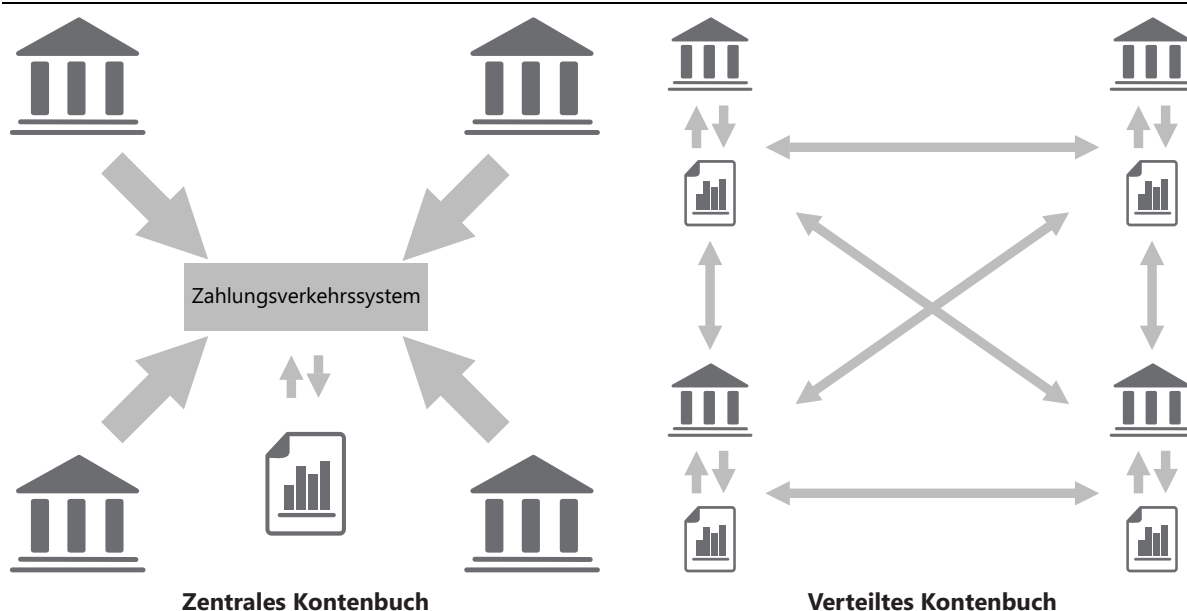 Zahlungsverkehrssystem
Zentrales Kontenbuch
Verteiltes Kontenbuch